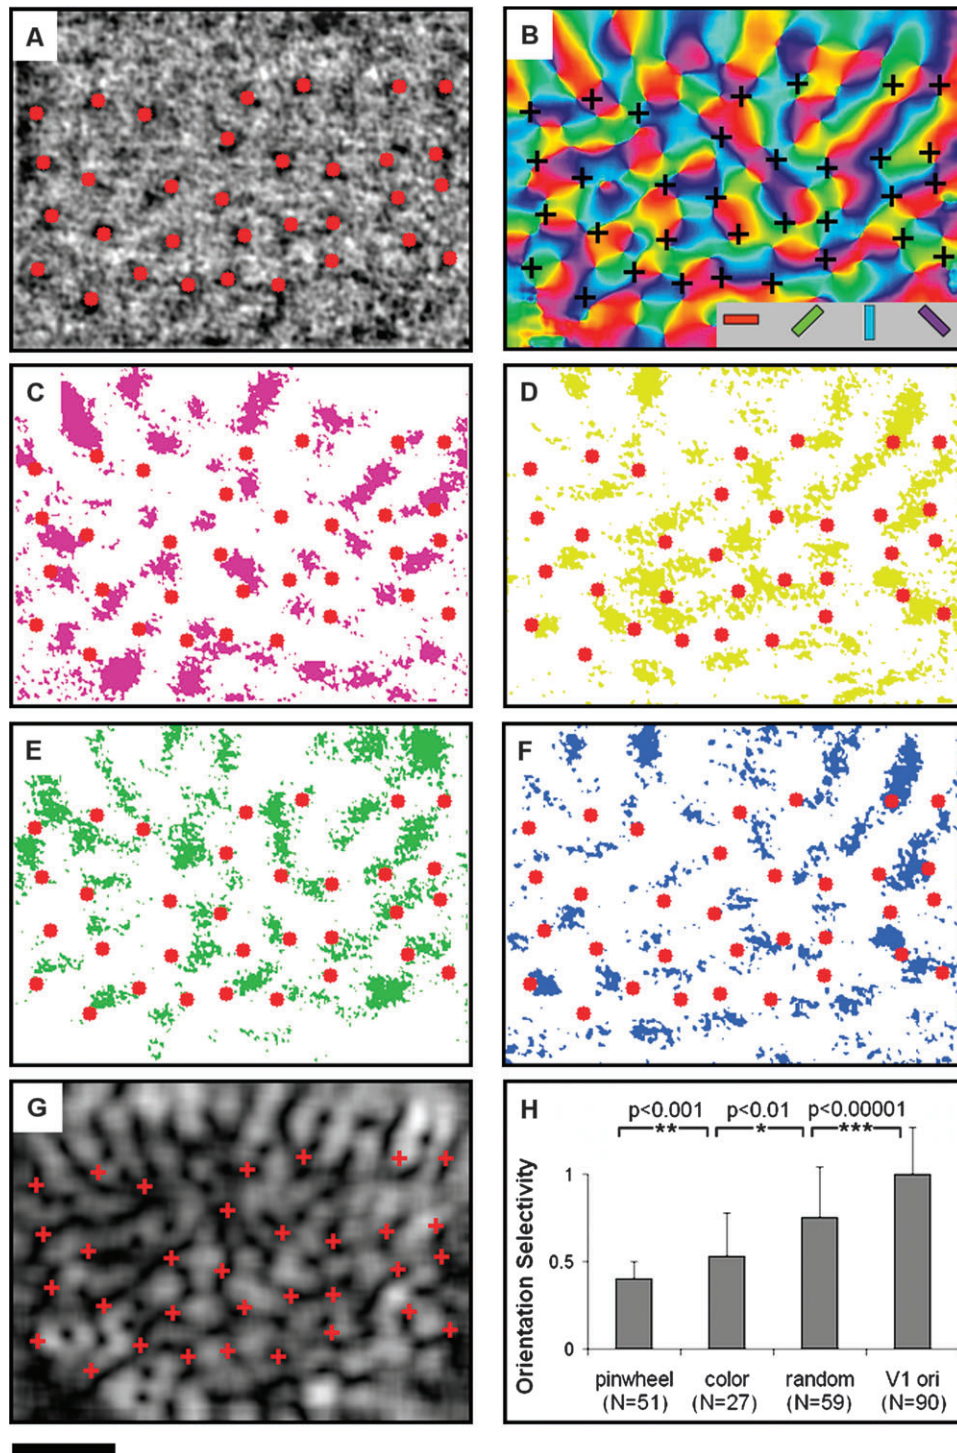 A
B
C
D
E
F
G
H
p<0.001 p<0.01 p<0.00001
** * ***
Orientation Selectivity
1
0.5
0
pinwheel color random V1 ori
(N=51) (N=27) (N=59) (N=90)